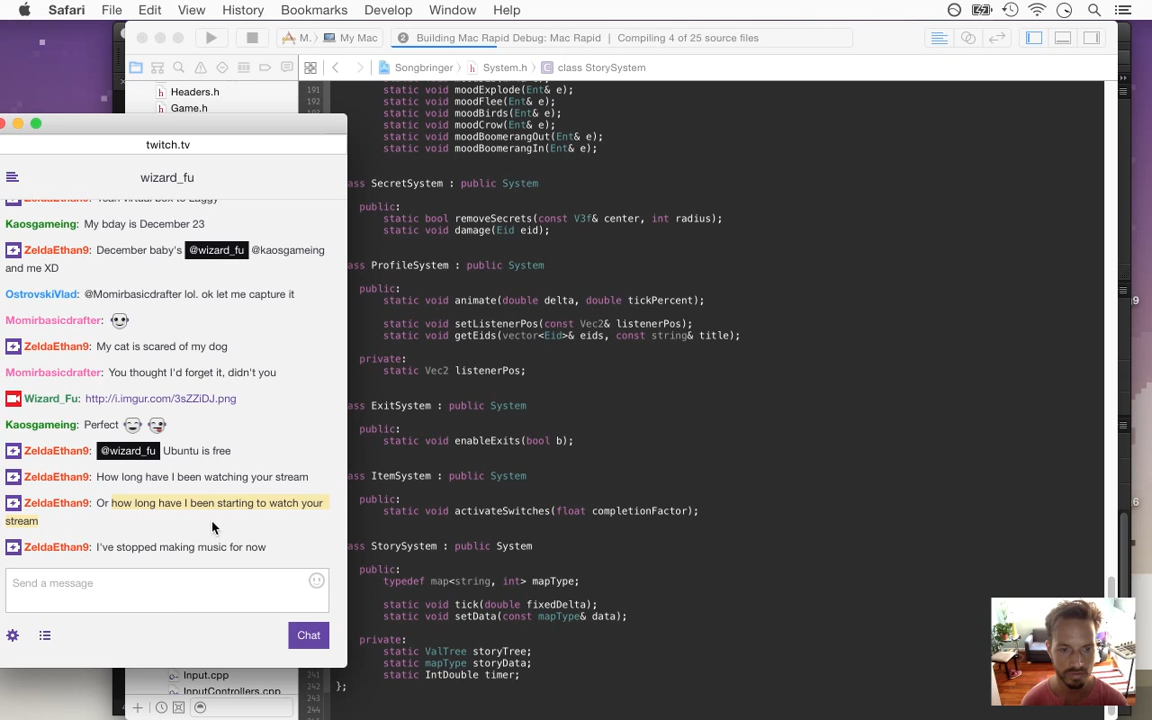 Safari File Edit View History Bookmarks Develop Window Help
M. My Mac
2 Building Mac Rapid Debug: Mac Rapid | Compiling 4 of 25 source files
Songbringer System.h class StorySystem
Headers.h
Game.h
twitch.tv
wizard_fu
Kaosgameing: My bday is December 23
ZeldaEthan9: December baby's @wizard_fu @kaosgameing
and me XD
OstrovskiVlad: @Momirbasicdrafter lol. ok let me capture it
Momirbasicdrafter:
ZeldaEthan9: My cat is scared of my dog
Momirbasicdrafter: You thought I'd forget it, didn't you
Wizard_Fu: http://i.imgur.com/3sZZiDJ.png
Kaosgameing: Perfect
ZeldaEthan9: @wizard_fu Ubuntu is free
ZeldaEthan9: How long have I been watching your stream
ZeldaEthan9: Or how long have I been starting to watch your
stream
ZeldaEthan9: I've stopped making music for now
Send a message
Chat
Input.cpp
InputControllers.cpp
191 static void moodExplode(Ent& e);
192 static void moodFlee(Ent& e);
static void moodBirds(Ent& e);
static void moodCrow(Ent& e);
static void moodBoomerangOut(Ent& e);
static void moodBoomerangIn(Ent& e);
ass SecretSystem : public System
public:
static bool removeSecrets(const V3f& center, int radius);
static void damage(Eid eid);
ass ProfileSystem : public System
public:
static void animate(double delta, double tickPercent);
static void setListenerPos(const Vec2& listenerPos);
static void getEids(vector<Eid>& eids, const string& title);
private:
static Vec2 listenerPos;
ass ExitSystem : public System
public:
static void enableExits(bool b);
ass ItemSystem : public System
public:
static void activateSwitches(float completionFactor);
ass StorySystem : public System
public:
typedef map<string, int> mapType;
static void tick(double fixedDelta);
static void setData(const mapType& data);
private:
static ValTree storyTree;
static mapType storyData;
241 static IntDouble timer;
242 };
243
244